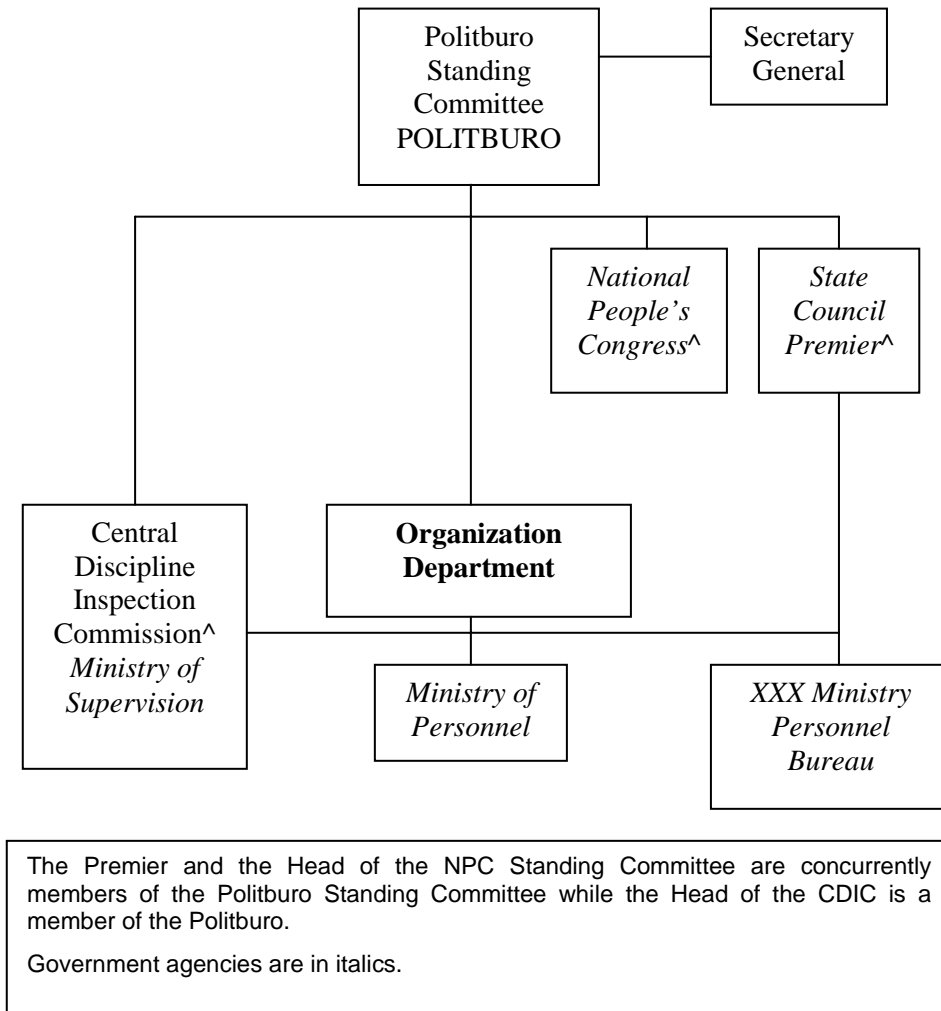 Politburo
Standing
Committee
POLITBURO
Secretary
General
National
People’s
Congress^
State
Council
Premier^
Central
Discipline
Inspection
Commission^
Ministry of
Supervision
Organization
Department
Ministry of
Personnel
XXX Ministry
Personnel
Bureau
The Premier and the Head of the NPC Standing Committee are concurrently
members of the Politburo Standing Committee while the Head of the CDIC is a
member of the Politburo.
Government agencies are in italics.